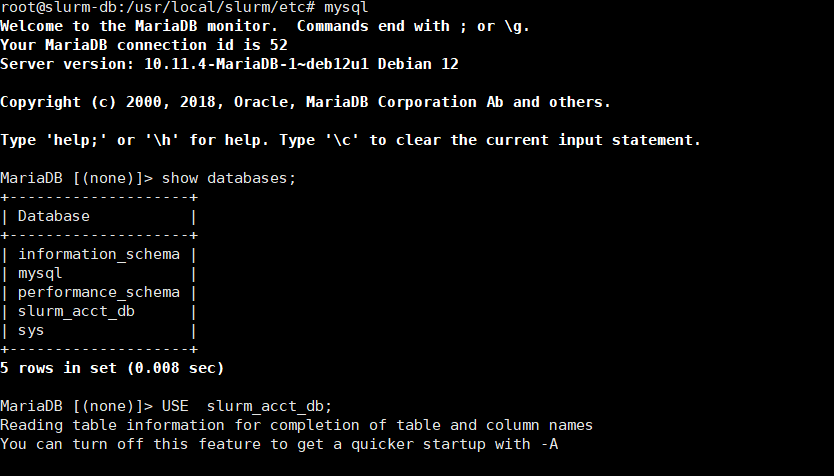 root@slurm-db:/usr/local/slurm/etc# mysql
Welcome to the MariaDB monitor.  Commands end with ; or \g.
Your MariaDB connection id is 52
Server version: 10.11.4-MariaDB-1~deb12u1 Debian 12

Copyright (c) 2000, 2018, Oracle, MariaDB Corporation Ab and others.

Type 'help;' or '\h' for help. Type '\c' to clear the current input statement.

MariaDB [(none)]> show databases;
+--------------------+
| Database           |
+--------------------+
| information_schema |
| mysql              |
| performance_schema |
| slurm_acct_db      |
| sys                |
+--------------------+
5 rows in set (0.008 sec)

MariaDB [(none)]> USE  slurm_acct_db;
Reading table information for completion of table and column names
You can turn off this feature to get a quicker startup with -A